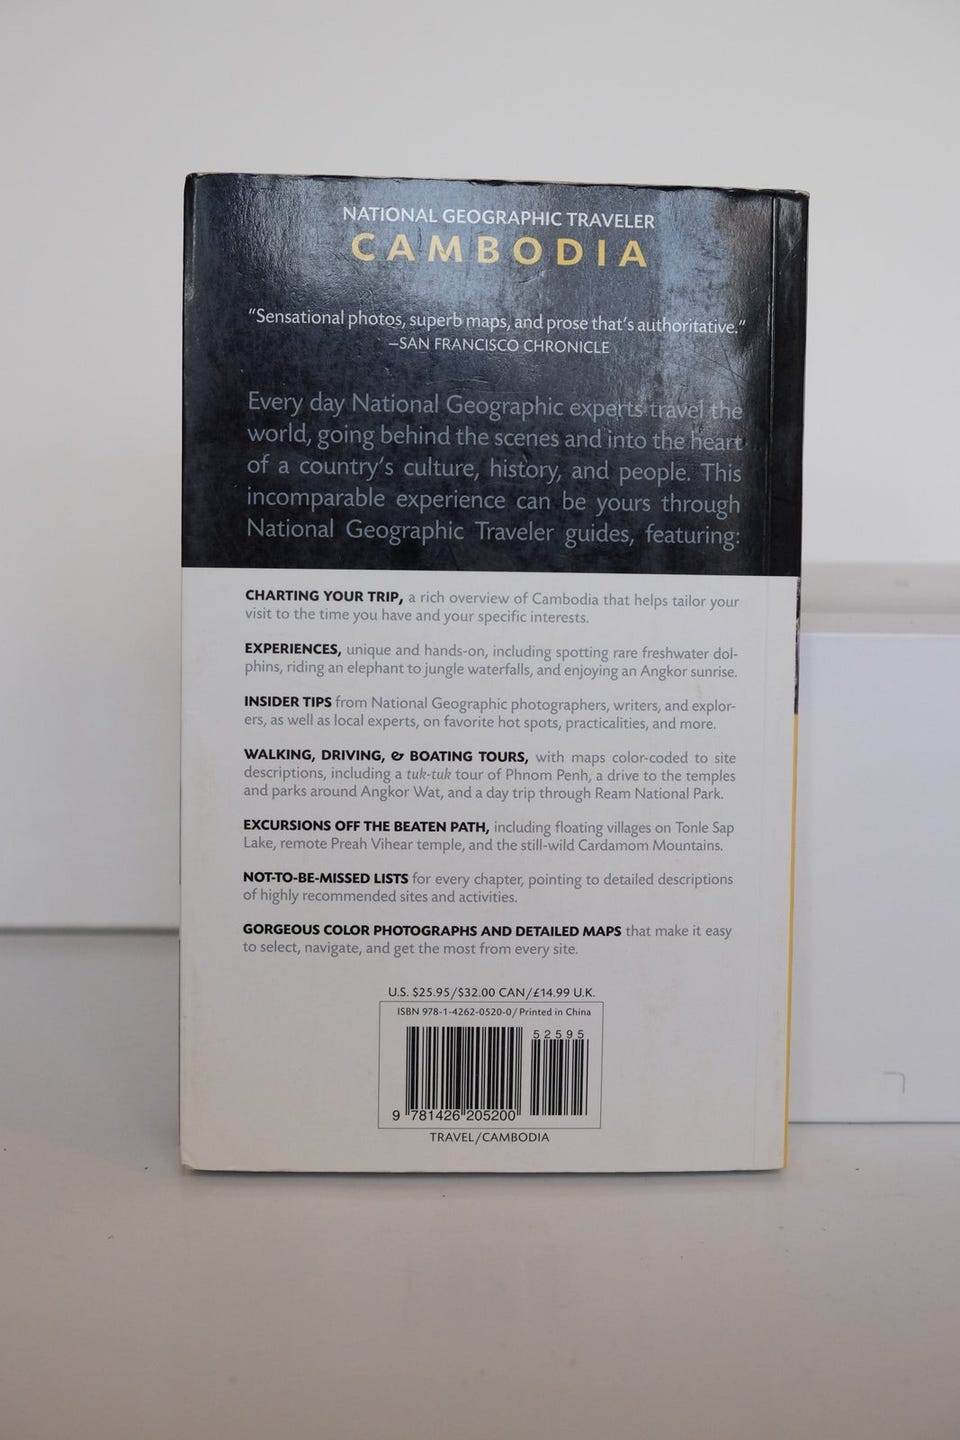 NATIONAL GEOGRAPHIC TRAVELER
CAMBODIA
“Sensational photos, superb maps, and prose that’s authoritative.”
–SAN FRANCISCO CHRONICLE
Every day National Geographic experts travel the
world, going behind the scenes and into the heart
of a country’s culture, history, and people. This
incomparable experience can be yours through
National Geographic Traveler guides, featuring:
CHARTING YOUR TRIP, a rich overview of Cambodia that helps tailor your
visit to the time you have and your specific interests.
EXPERIENCES, unique and hands-on, including spotting rare freshwater dol-
phins, riding an elephant to jungle waterfalls, and enjoying an Angkor sunrise.
INSIDER TIPS from National Geographic photographers, writers, and explor-
ers, as well as local experts, on favorite hot spots, practicalities, and more.
WALKING, DRIVING, & BOATING TOURS, with maps color-coded to site
descriptions, including a tuk-tuk tour of Phnom Penh, a drive to the temples
and parks around Angkor Wat, and a day trip through Ream National Park.
EXCURSIONS OFF THE BEATEN PATH, including floating villages on Tonle Sap
Lake, remote Preah Vihear temple, and the still-wild Cardamom Mountains.
NOT-TO-BE-MISSED LISTS for every chapter, pointing to detailed descriptions
of highly recommended sites and activities.
GORGEOUS COLOR PHOTOGRAPHS AND DETAILED MAPS that make it easy
to select, navigate, and get the most from every site.
U.S. $25.95/$32.00 CAN/£14.99 U.K.
ISBN 978-1-4262-0520-0/Printed in China
52595
9 781426 205200
TRAVEL/CAMBODIA